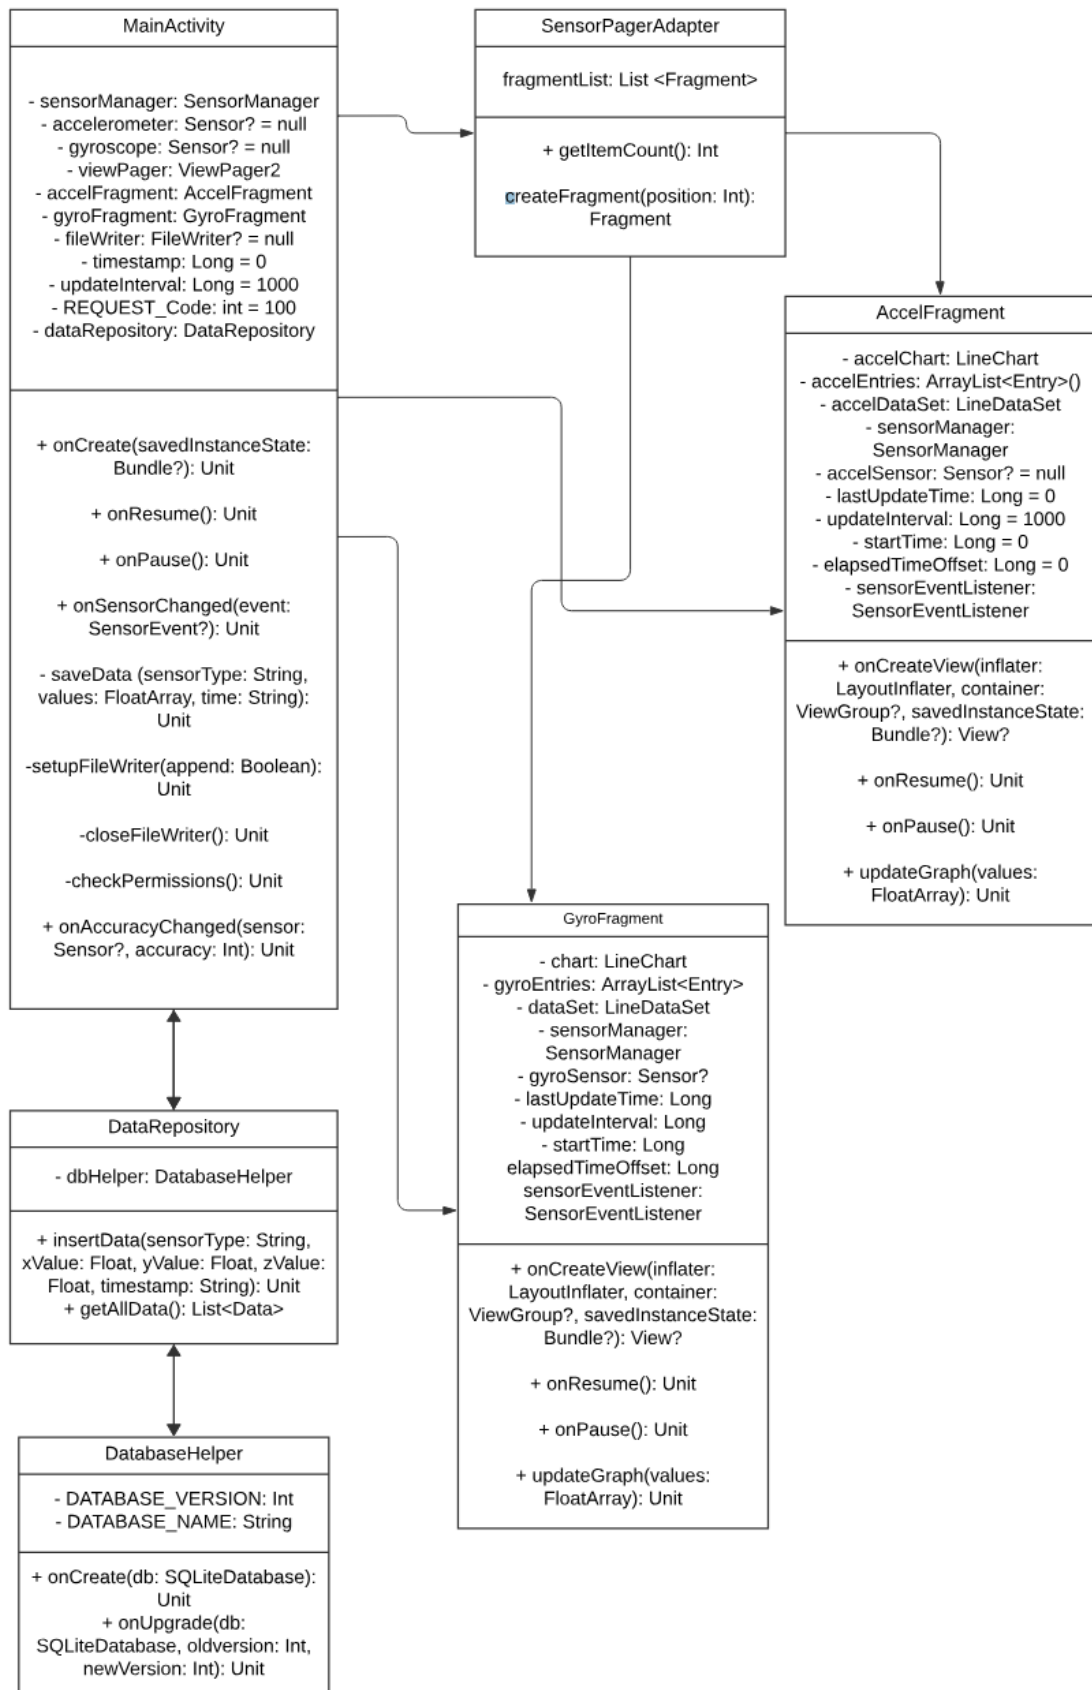 MainActivity
- sensorManager: SensorManager
- accelerometer: Sensor? = null
- gyroscope: Sensor? = null
- viewPager: ViewPager2
- accelFragment: AccelFragment
- gyroFragment: GyroFragment
- fileWriter: FileWriter? = null
- timestamp: Long = 0
- updateInterval: Long = 1000
- REQUEST_Code: int = 100
- dataRepository: DataRepository
+ onCreate(savedInstanceState:
Bundle?): Unit
+ onResume(): Unit
+ onPause(): Unit
+ onSensorChanged(event:
SensorEvent?): Unit
- saveData (sensorType: String,
values: FloatArray, time: String):
Unit
-setupFileWriter(append: Boolean):
Unit
-closeFileWriter(): Unit
-checkPermissions(): Unit
+ onAccuracyChanged(sensor:
Sensor?, accuracy: Int): Unit
SensorPagerAdapter
fragmentList: List <Fragment>
+ getItemCount(): Int
createFragment(position: Int):
Fragment
AccelFragment
- accelChart: LineChart
- accelEntries: ArrayList<Entry>()
- accelDataSet: LineDataSet
- sensorManager:
SensorManager
- accelSensor: Sensor? = null
- lastUpdateTime: Long = 0
- updateInterval: Long = 1000
- startTime: Long = 0
- elapsedTimeOffset: Long = 0
- sensorEventListener:
SensorEventListener
+ onCreateView(inflater:
LayoutInflater, container:
ViewGroup?, savedInstanceState:
Bundle?): View?
+ onResume(): Unit
+ onPause(): Unit
+ updateGraph(values:
FloatArray): Unit
GyroFragment
- chart: LineChart
- gyroEntries: ArrayList<Entry>
- dataSet: LineDataSet
- sensorManager:
SensorManager
- gyroSensor: Sensor?
- lastUpdateTime: Long
- updateInterval: Long
- startTime: Long
elapsedTimeOffset: Long
sensorEventListener:
SensorEventListener
+ onCreateView(inflater:
LayoutInflater, container:
ViewGroup?, savedInstanceState:
Bundle?): View?
+ onResume(): Unit
+ onPause(): Unit
+ updateGraph(values:
FloatArray): Unit
DataRepository
- dbHelper: DatabaseHelper
+ insertData(sensorType: String,
xValue: Float, yValue: Float, zValue:
Float, timestamp: String): Unit
+ getAllData(): List<Data>
DatabaseHelper
- DATABASE_VERSION: Int
- DATABASE_NAME: String
+ onCreate(db: SQLiteDatabase):
Unit
+ onUpgrade(db:
SQLiteDatabase, oldversion: Int,
newVersion: Int): Unit